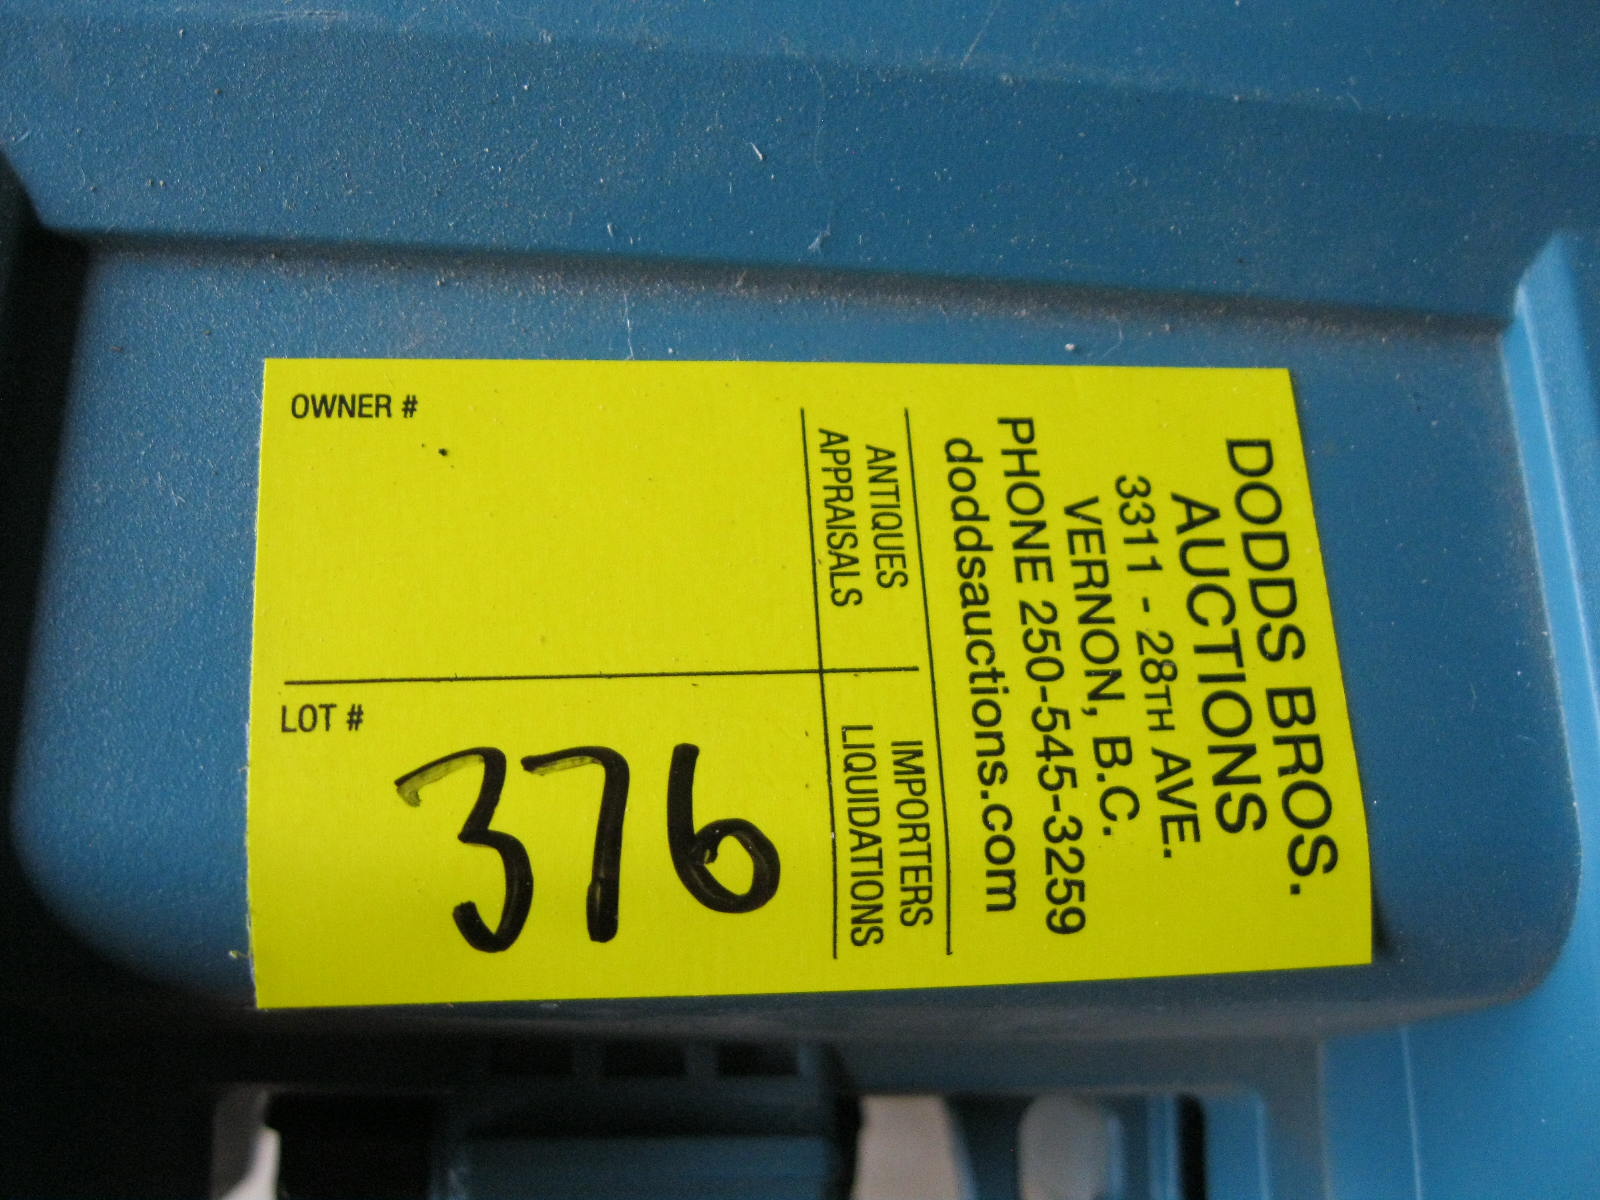 DODDS BROS.
AUCTIONS
3311 - 28TH AVE.
VERNON, B.C.
PHONE 250-545-3259
doddsauctions.com
ANTIQUES
APPRAISALS
IMPORTERS
LIQUIDATIONS
OWNER #
LOT #
376